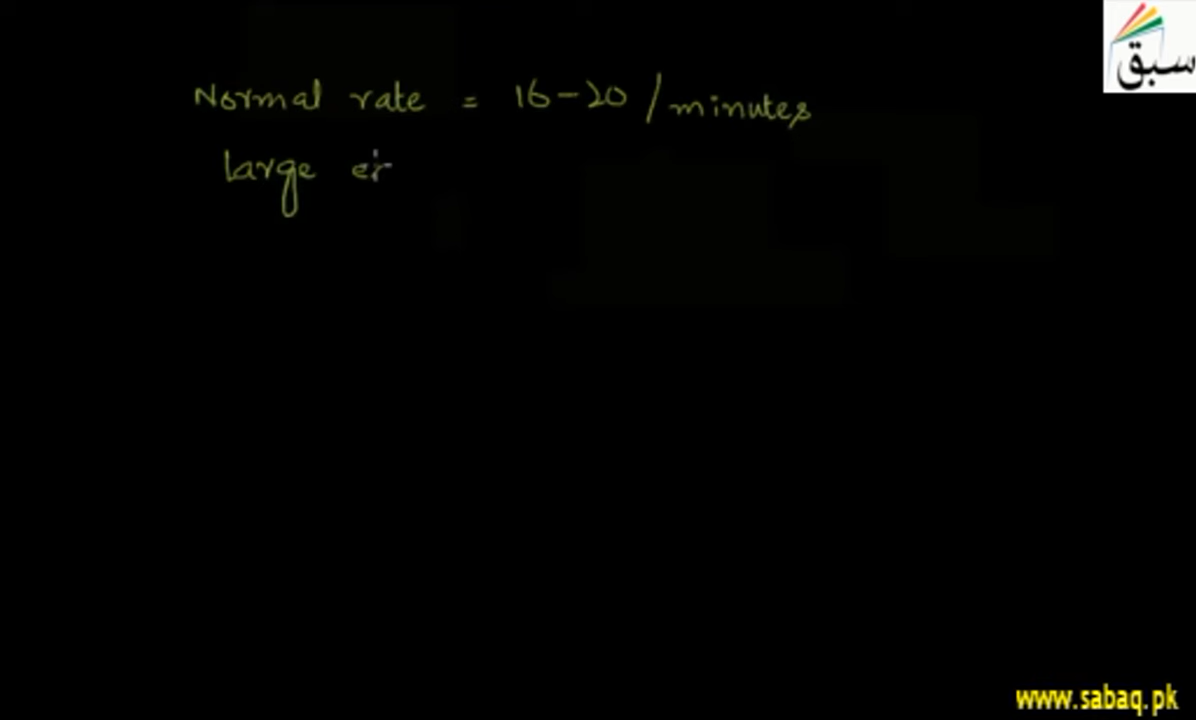 سبق
Normal rate = 16-20 / minutes
large
www.sabaq.pk